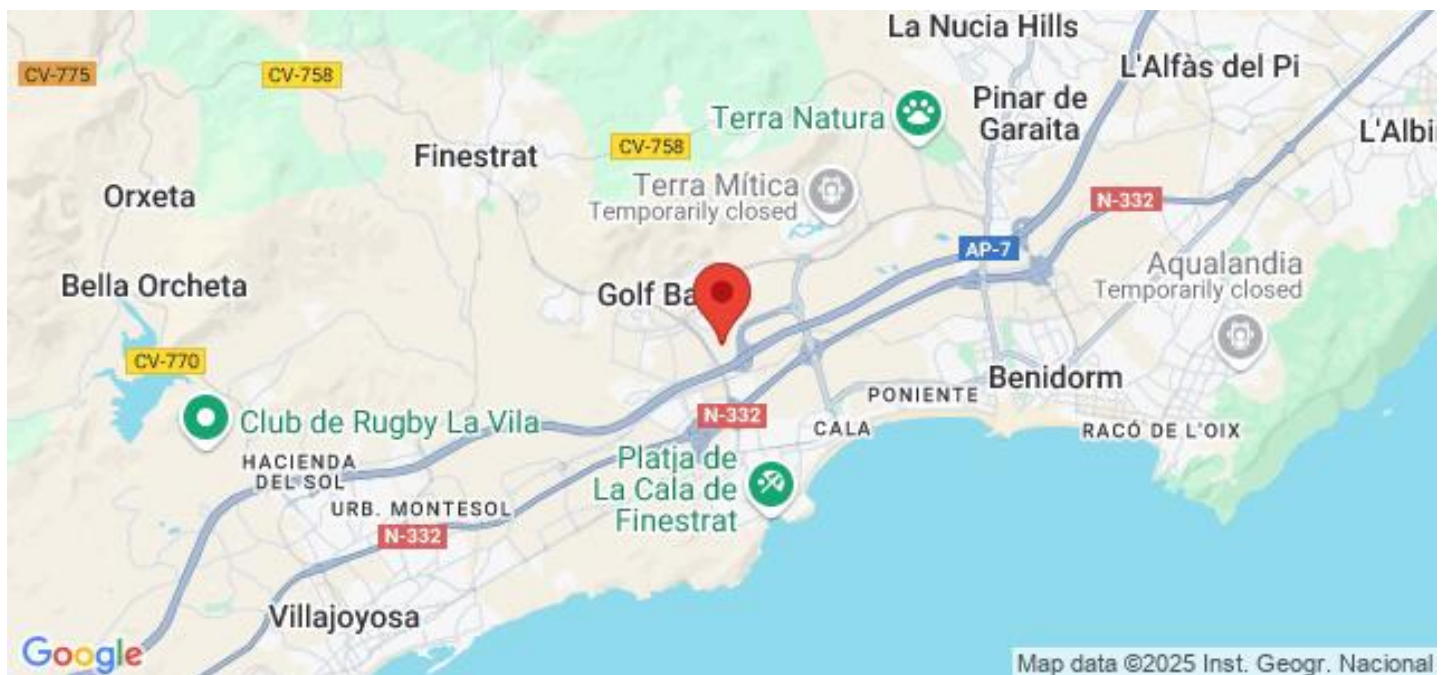 La Nucia Hills
CV-775
CV-758
L'Alfàs del Pi
Pinar de
Garaita
Terra Natura
L'Albi
Finestrat
CV-758
Terra Mítica
Temporarily closed
Orxeta
N-332
AP-7
Aqualandia
Temporarily closed
Bella Orcheta
Golf Ba
CV-770
Benidorm
PONIENTE
Club de Rugby La Vila
N-332
CALA
RACÓ DE L'OIX
HACIENDA
DEL SOL
Platja de
La Cala de
Finestrat
URB. MONTESOL
N-332
Villajoyosa
Google
Map data ©2025 Inst. Geogr. Nacional